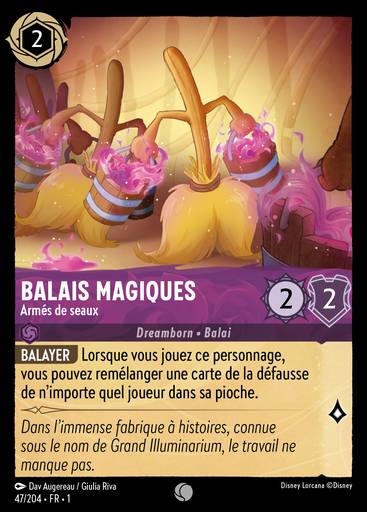 2
BALAIS MAGIQUES
Armés de seaux
2
2
Dreamborn • Balai
BALAYER Lorsque vous jouez ce personnage,
vous pouvez remélanger une carte de la défausse
de n'importe quel joueur dans sa pioche.
Dans l'immense fabrique à histoires, connue
sous le nom de Grand Illuminarium, le travail ne
manque pas.
Dav Augereau / Giulia Riva
Disney Lorcana ©Disney
47/204 • FR • 1